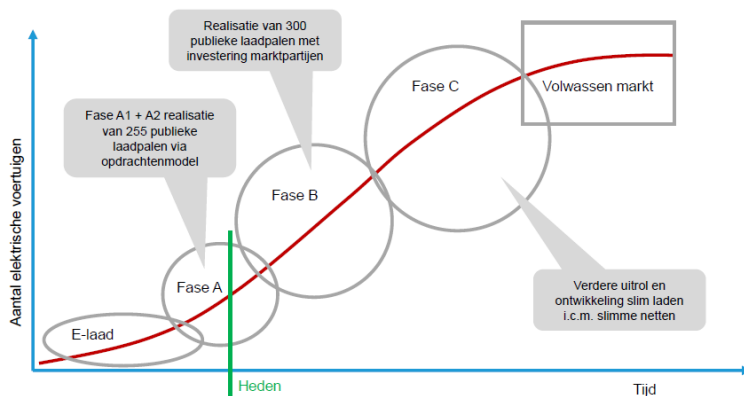 Realisatie van 300
publieke laadpalen met
investering marktpartijen
Fase A1 + A2 realisatie
van 255 publieke
laadpalen via
opdrachtenmodel
Fase C
Volwassen markt
Fase B
Fase A
E-laad
Verdere uitrol en
ontwikkeling slim laden
i.c.m. slimme netten
Aantal elektrische voertuigen
Heden
Tijd